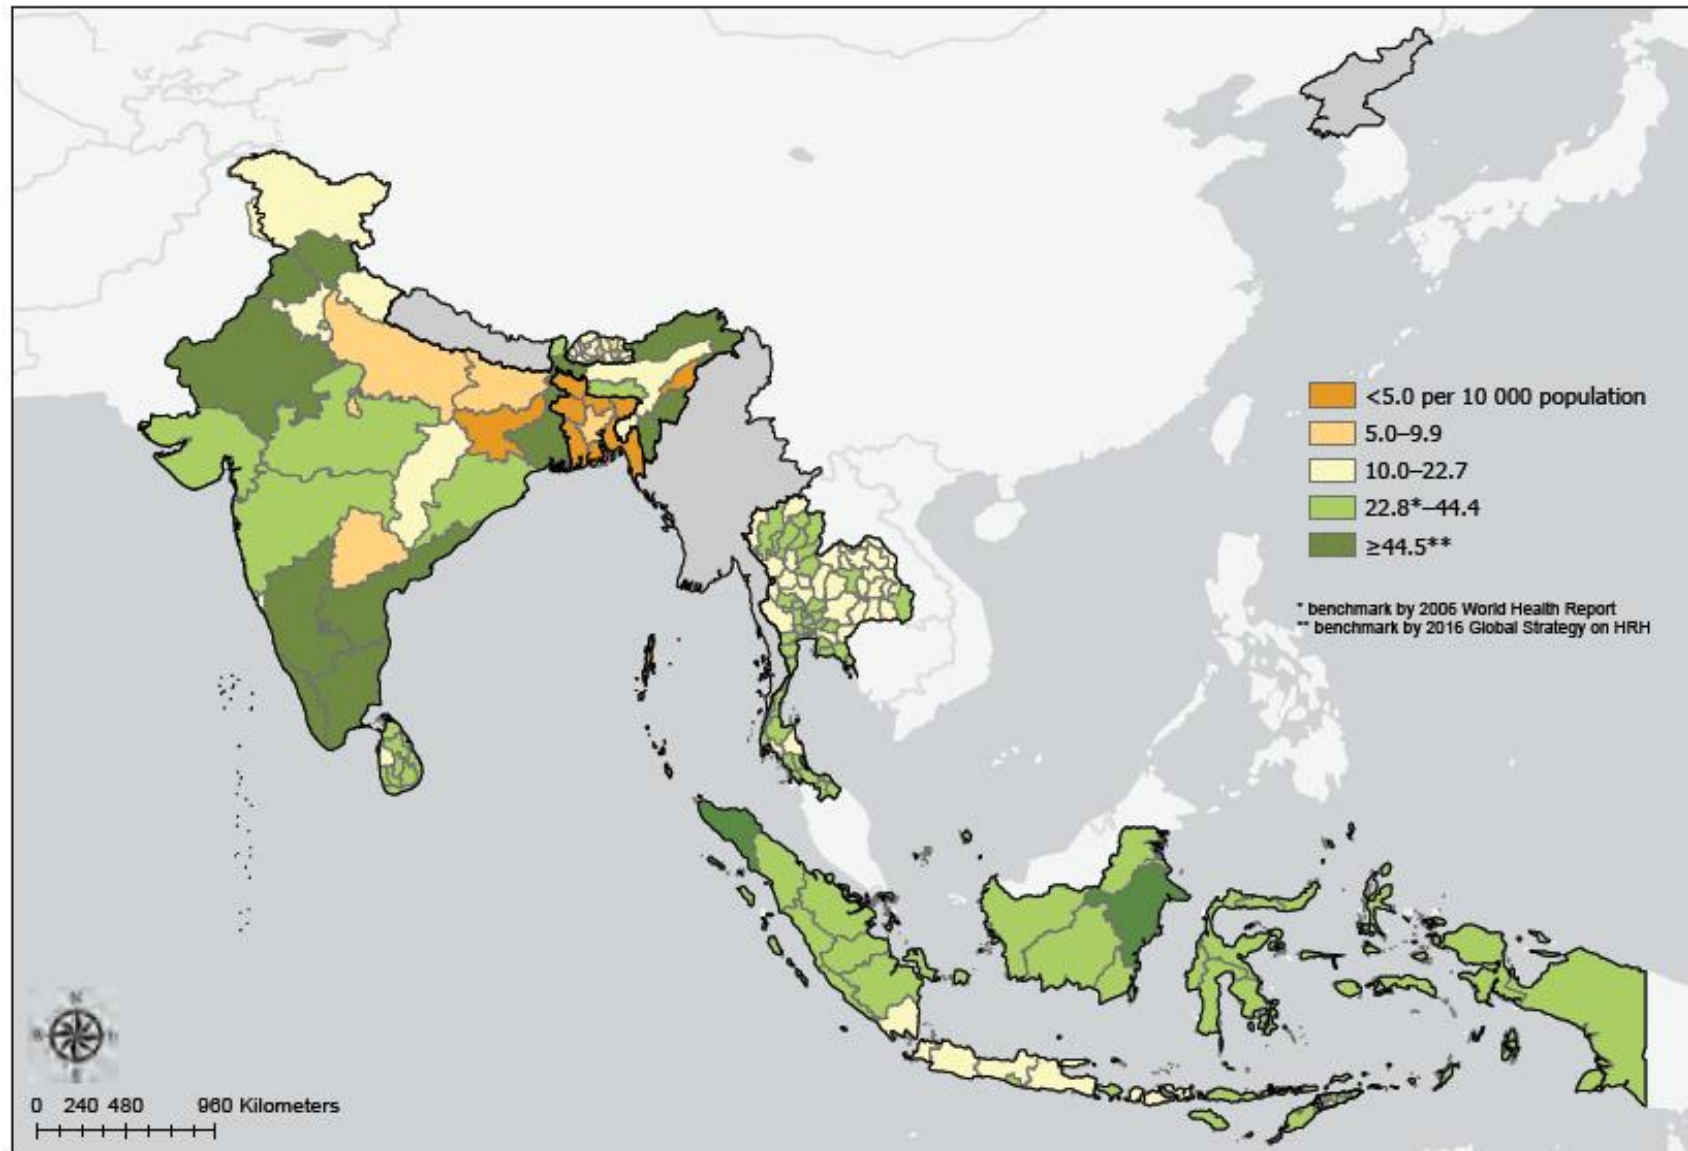 <5.0 per 10 000 population
5.0–9.9
10.0–22.7
22.8*–44.4
≥44.5**
* benchmark by 2006 World Health Report
** benchmark by 2016 Global Strategy on HRH
N
0 240 480 960 Kilometers